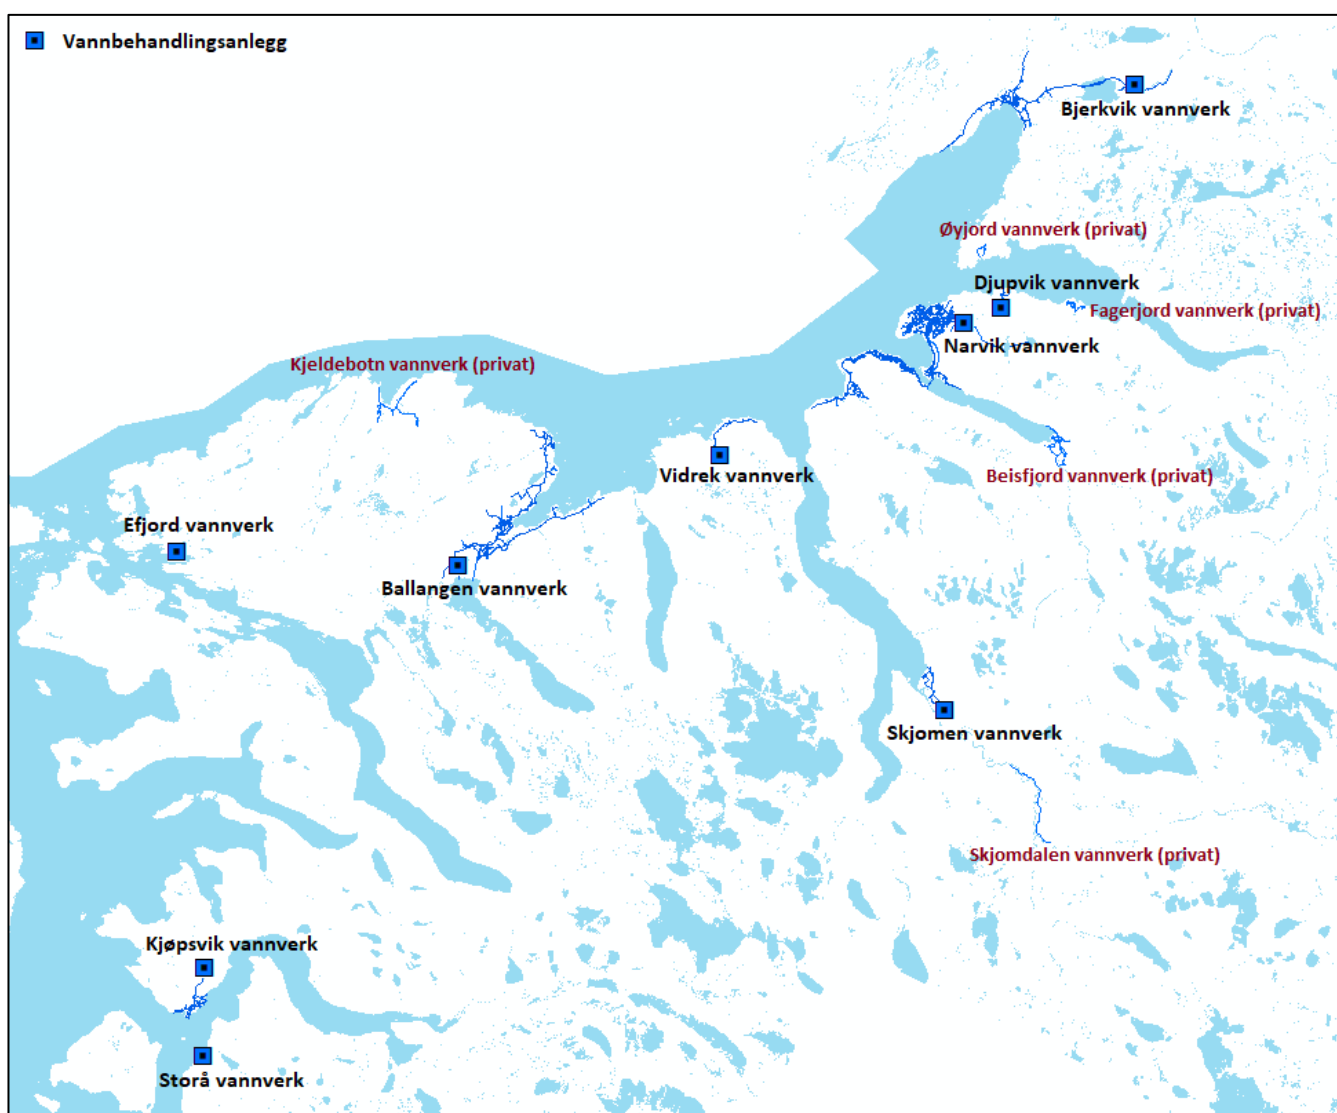 Vannbehandlingsanlegg
Bjerkvik vannverk
Øyjord vannverk (privat)
Djupvik vannverk
Fagerjord vannverk (privat)
Narvik vannverk
Kjeldebotn vannverk (privat)
Vidrek vannverk
Beisfjord vannverk (privat)
Efjord vannverk
Ballangen vannverk
Skjomen vannverk
Skjomdalen vannverk (privat)
Kjøpsvik vannverk
Storå vannverk